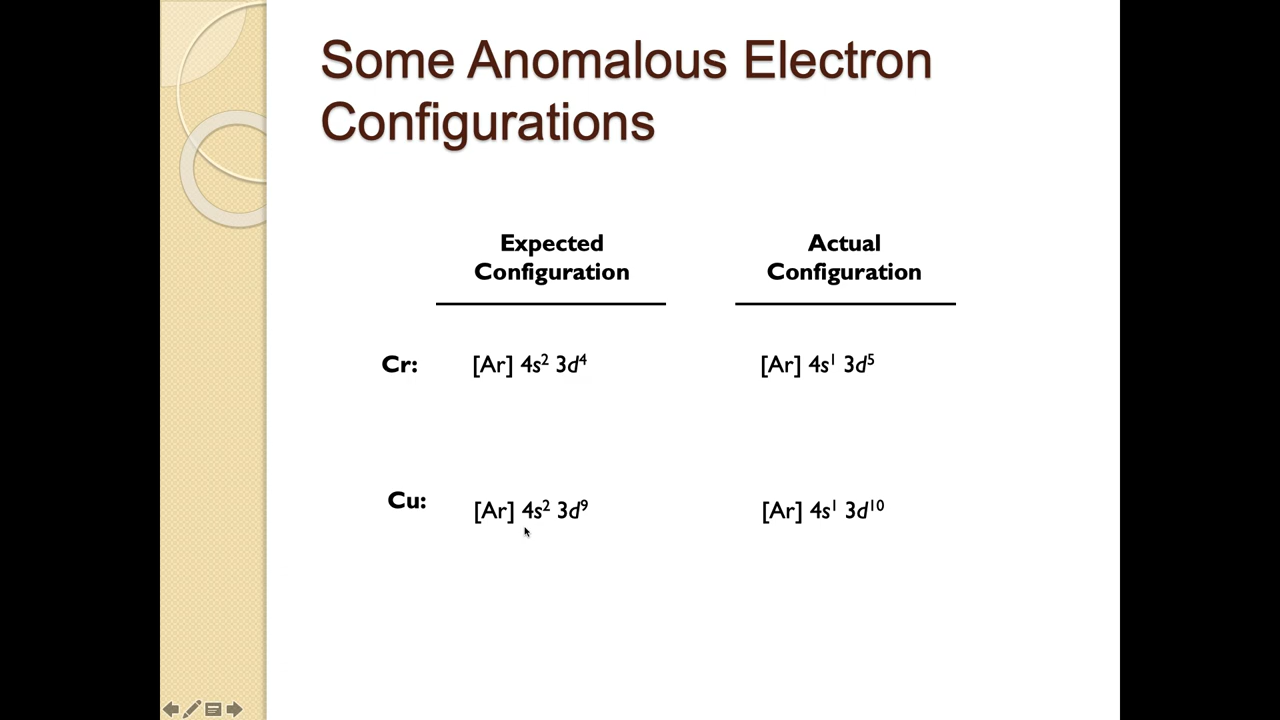 Some Anomalous Electron
Configurations
Expected Configuration
Actual Configuration
Cr: [Ar] 4s² 3d⁴ [Ar] 4s¹ 3d⁵
Cu: [Ar] 4s² 3d⁹ [Ar] 4s¹ 3d¹⁰